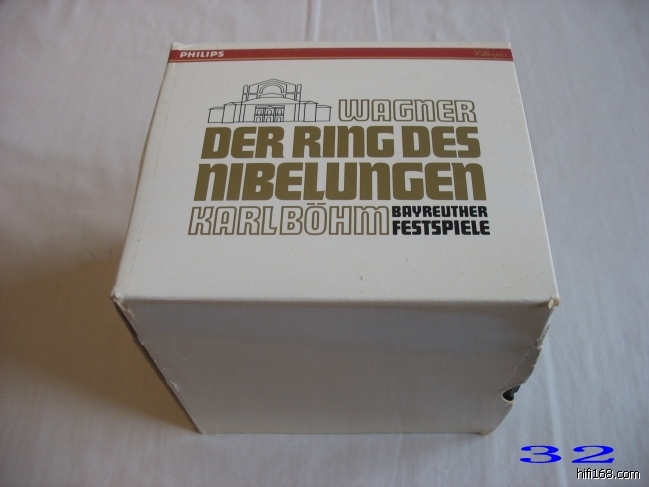 PHILIPS
WAGNER
DER RING DES
NIBELUNGEN
KARL BÖHM BAYREUTHER
FESTSPIELE
32
hifi168.com